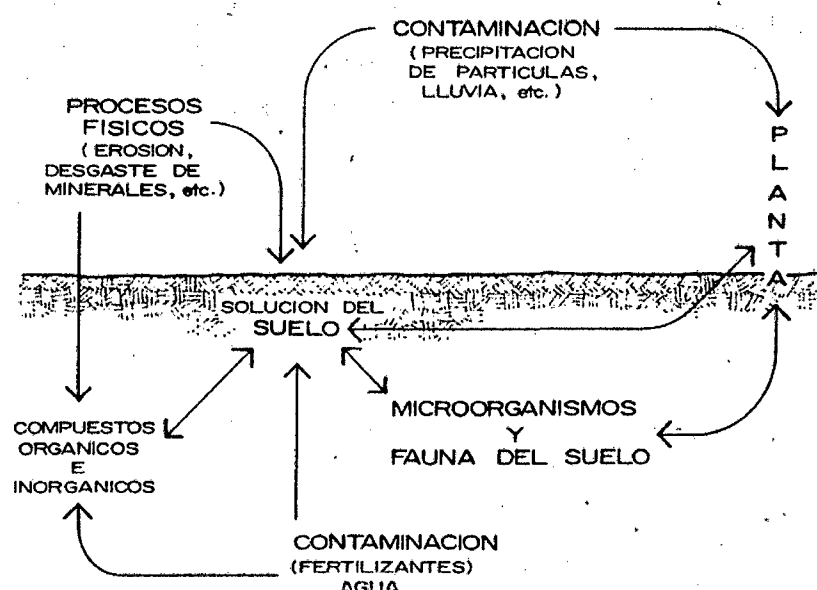 CONTAMINACION
(PRECIPITACION
DE PARTICULAS,
LLUVIA, etc.)
PROCESOS
FISICOS
(EROSION,
DESGASTE DE
MINERALES, etc.)
PLANTA
SOLUCION DEL
SUELO
MICROORGANISMOS
Y
FAUNA DEL SUELO
COMPUESTOS
ORGANICOS
E
INORGANICOS
CONTAMINACION
(FERTILIZANTES)
AGUA